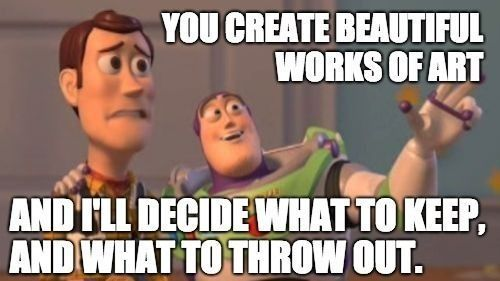 YOU CREATE BEAUTIFUL
WORKS OF ART
AND I'LL DECIDE WHAT TO KEEP,
AND WHAT TO THROW OUT.